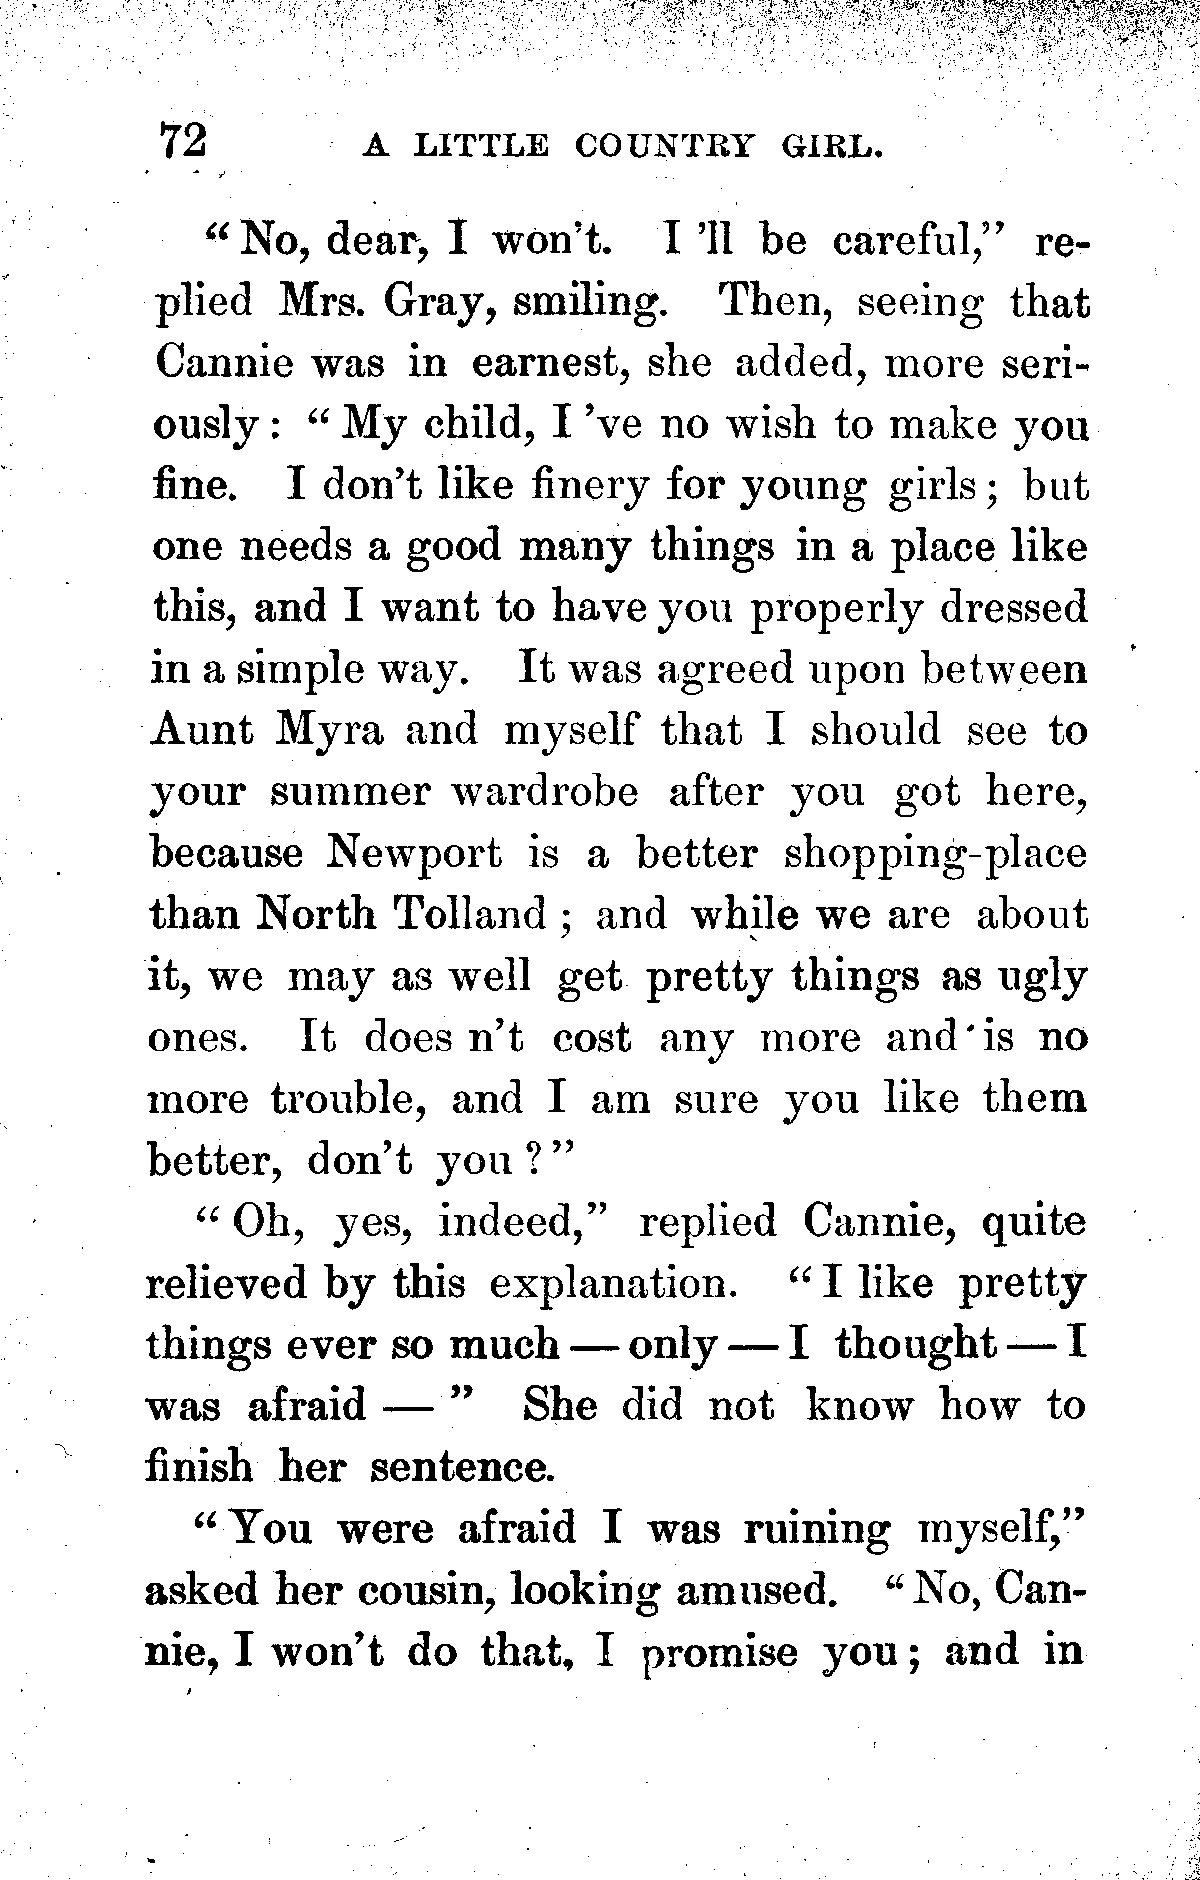 72 A LITTLE COUNTRY GIRL.
“No, dear, I won’t. I ’ll be careful,” re-
plied Mrs. Gray, smiling. Then, seeing that
Cannie was in earnest, she added, more seri-
ously: “My child, I ’ve no wish to make you
fine. I don’t like finery for young girls; but
one needs a good many things in a place like
this, and I want to have you properly dressed
in a simple way. It was agreed upon between
Aunt Myra and myself that I should see to
your summer wardrobe after you got here,
because Newport is a better shopping-place
than North Tolland; and while we are about
it, we may as well get pretty things as ugly
ones. It does n’t cost any more and is no
more trouble, and I am sure you like them
better, don’t you?”
“Oh, yes, indeed,” replied Cannie, quite
relieved by this explanation. “I like pretty
things ever so much — only — I thought — I
was afraid — ” She did not know how to
finish her sentence.
“You were afraid I was ruining myself,”
asked her cousin, looking amused. “No, Can-
nie, I won’t do that, I promise you; and in